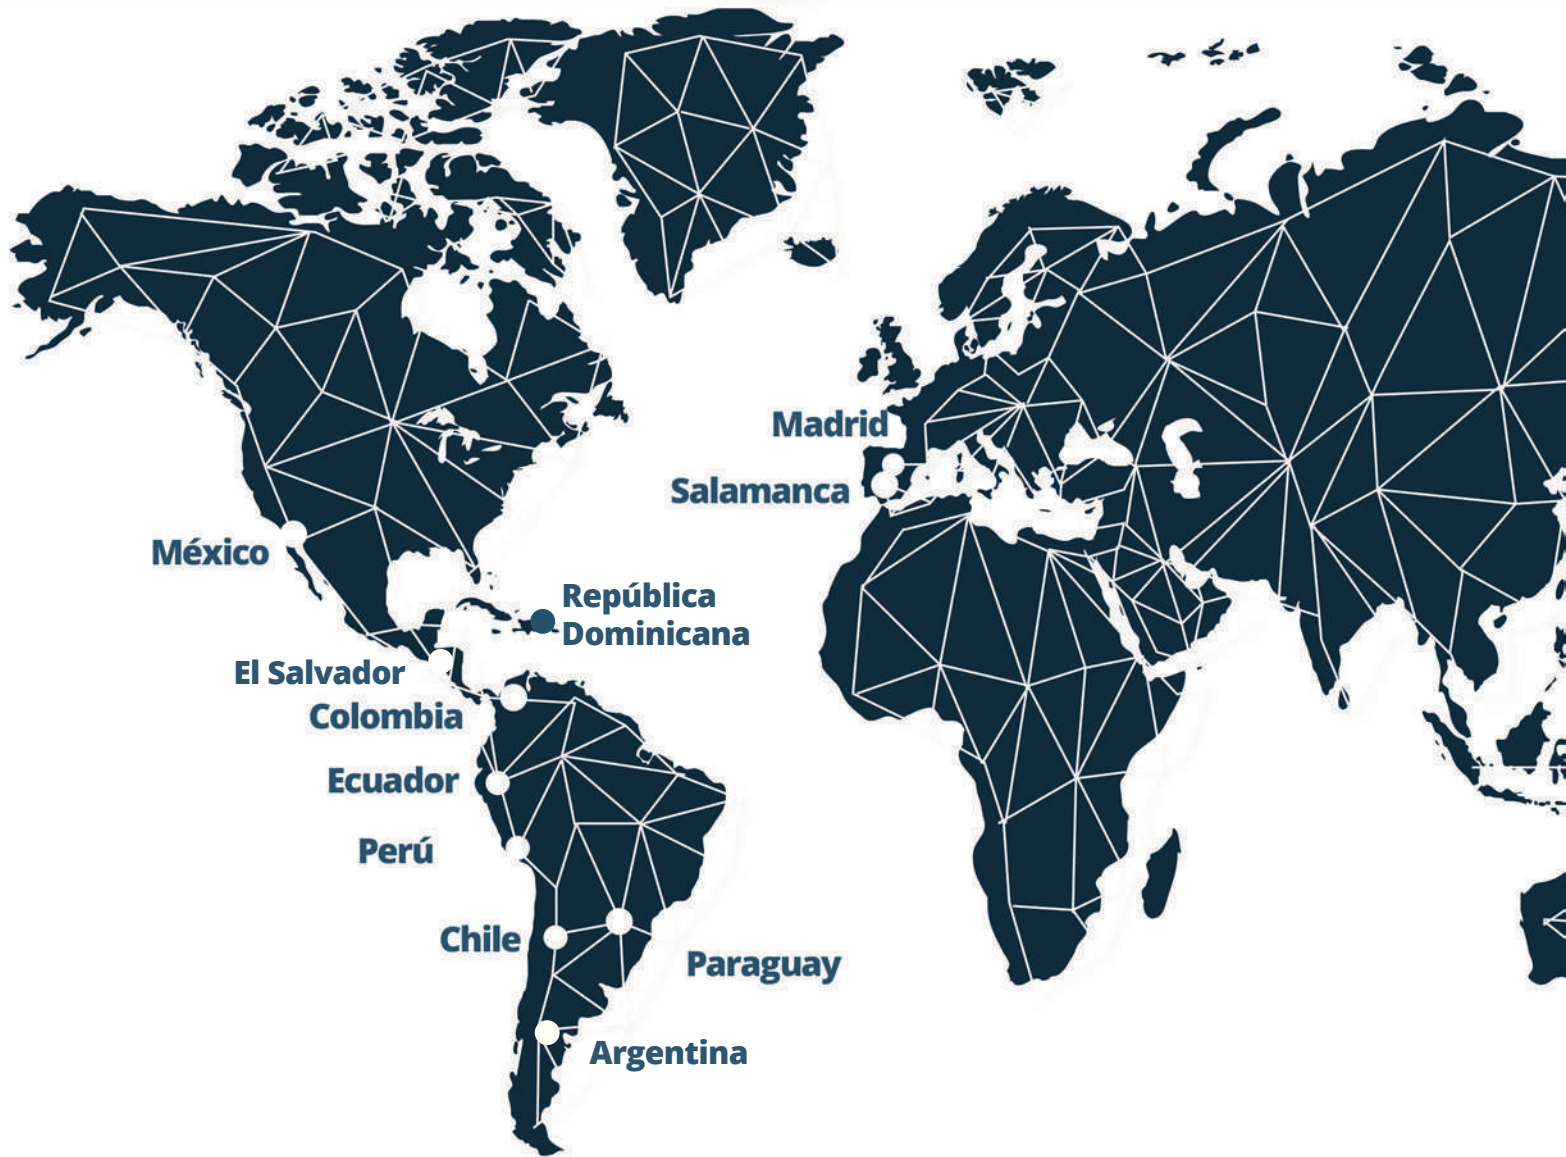 Madrid
Salamanca
México
República
Dominicana
El Salvador
Colombia
Ecuador
Perú
Chile
Paraguay
Argentina